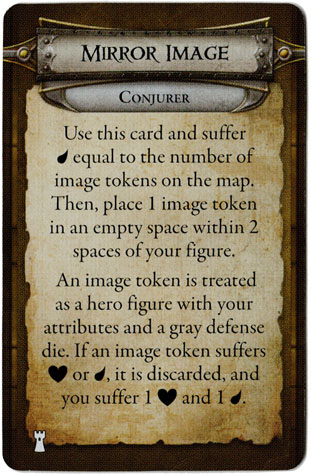 Mirror Image
Conjurer
Use this card and suffer
equal to the number of
image tokens on the map.
Then, place 1 image token
in an empty space within 2
spaces of your figure.
An image token is treated
as a hero figure with your
attributes and a gray defense
die. If an image token suffers
or , it is discarded, and
you suffer 1 and 1 .